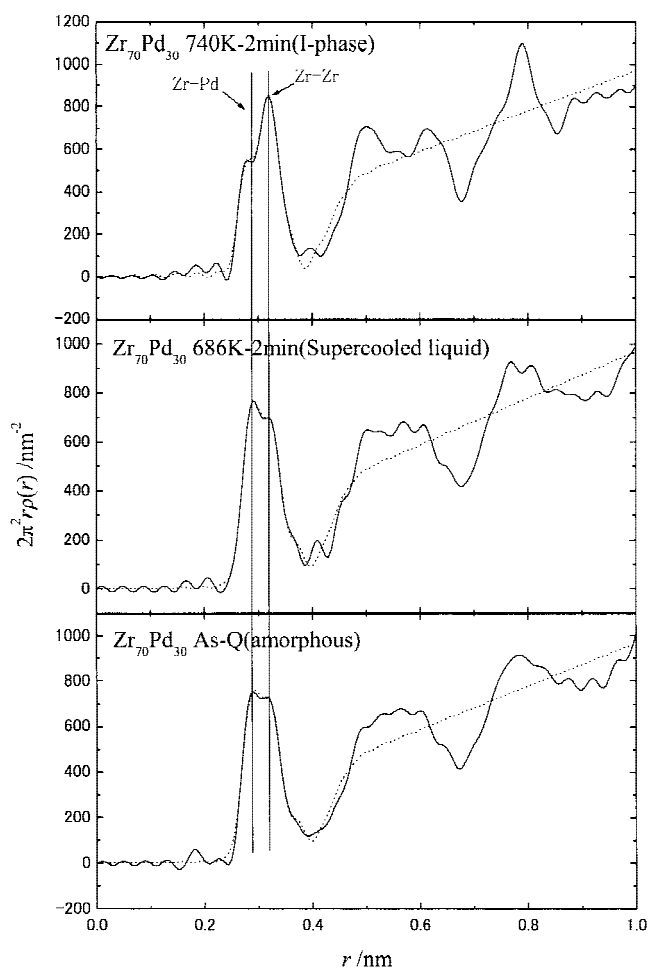 1200
Zr70Pd30 740K-2min(I-phase)
1000
Zr-Pd
Zr-Zr
800
600
400
200
0
-200
1000
Zr70Pd30 686K-2min(Supercooled liquid)
800
600
400
200
0
2π²rρ(r) /nm⁻²
1000
Zr70Pd30 As-Q(amorphous)
800
600
400
200
0
-200
0.0 0.2 0.4 0.6 0.8 1.0
r /nm